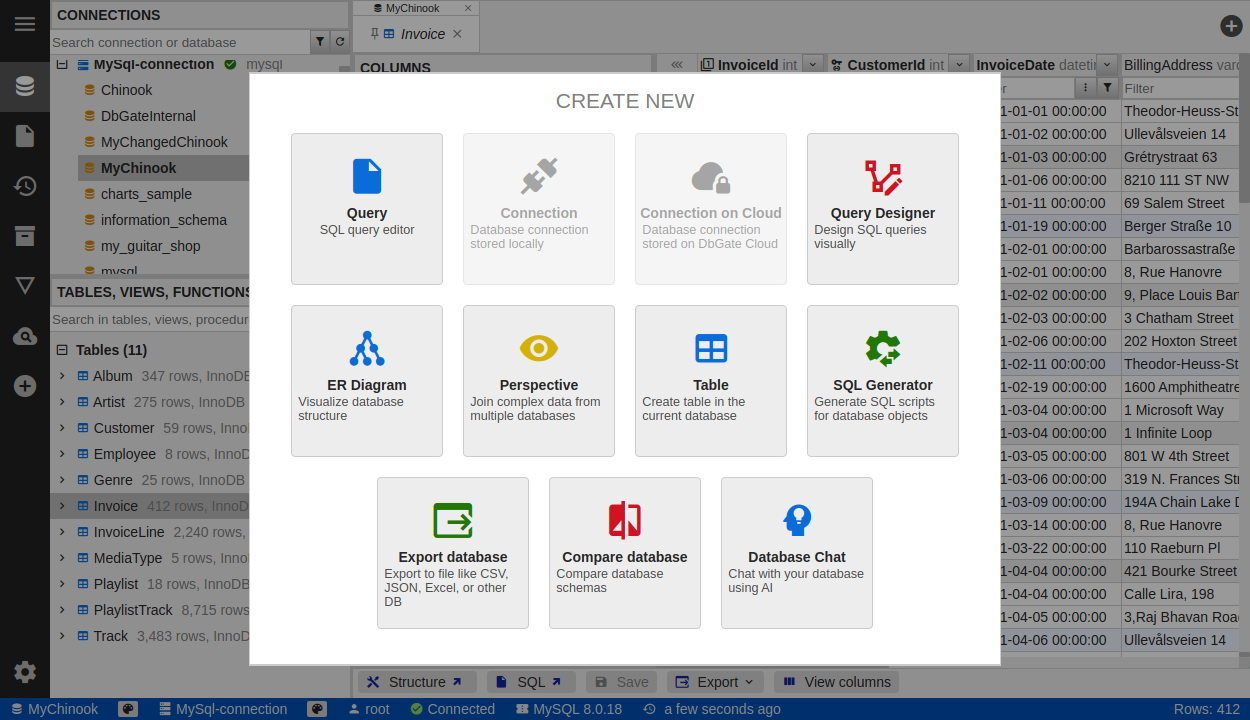 CONNECTIONS
Search connection or database
MySql-connection mysql
Chinook
DbGateInternal
MyChangedChinook
MyChinook
charts_sample
information_schema
my_guitar_shop
mysql
TABLES, VIEWS, FUNCTIONS
Search in tables, views, procedur
Tables (11)
Album 347 rows, InnoDB
Artist 275 rows, InnoDB
Customer 59 rows, Inno
Employee 8 rows, InnoD
Genre 25 rows, InnoDB
Invoice 412 rows, InnoD
InvoiceLine 2,240 rows,
MediaType 5 rows, Inno
Playlist 18 rows, InnoDB
PlaylistTrack 8,715 rows
Track 3,483 rows, InnoD
MyChinook
Invoice
COLUMNS
InvoiceId int CustomerId int InvoiceDate datetin BillingAddress varc
Filter
1-01-01 00:00:00 Theodor-Heuss-St
1-01-02 00:00:00 Ullevålsveien 14
1-01-03 00:00:00 Grétrystraat 63
1-01-06 00:00:00 8210 111 ST NW
1-01-11 00:00:00 69 Salem Street
1-01-19 00:00:00 Berger Straße 10
1-02-01 00:00:00 Barbarossastraße
1-02-01 00:00:00 8, Rue Hanovre
1-02-02 00:00:00 9, Place Louis Bart
1-02-03 00:00:00 3 Chatham Street
1-02-06 00:00:00 202 Hoxton Street
1-02-11 00:00:00 Theodor-Heuss-St
1-02-19 00:00:00 1600 Amphitheatre
1-03-04 00:00:00 1 Microsoft Way
1-03-04 00:00:00 1 Infinite Loop
1-03-05 00:00:00 801 W 4th Street
1-03-06 00:00:00 319 N. Frances Str
1-03-09 00:00:00 194A Chain Lake D
1-03-14 00:00:00 8, Rue Hanovre
1-03-22 00:00:00 110 Raeburn Pl
1-04-04 00:00:00 421 Bourke Street
1-04-04 00:00:00 Calle Lira, 198
1-04-05 00:00:00 3,Raj Bhavan Road
1-04-06 00:00:00 Ullevålsveien 14
CREATE NEW
Query
SQL query editor
Connection
Database connection
stored locally
Connection on Cloud
Database connection
stored on DbGate Cloud
Query Designer
Design SQL queries
visually
ER Diagram
Visualize database
structure
Perspective
Join complex data from
multiple databases
Table
Create table in the
current database
SQL Generator
Generate SQL scripts
for database objects
Export database
Export to file like CSV,
JSON, Excel, or other
DB
Compare database
Compare database
schemas
Database Chat
Chat with your database
using AI
Structure SQL Save Export View columns
MyChinook MySql-connection root Connected MySQL 8.0.18 a few seconds ago Rows: 412